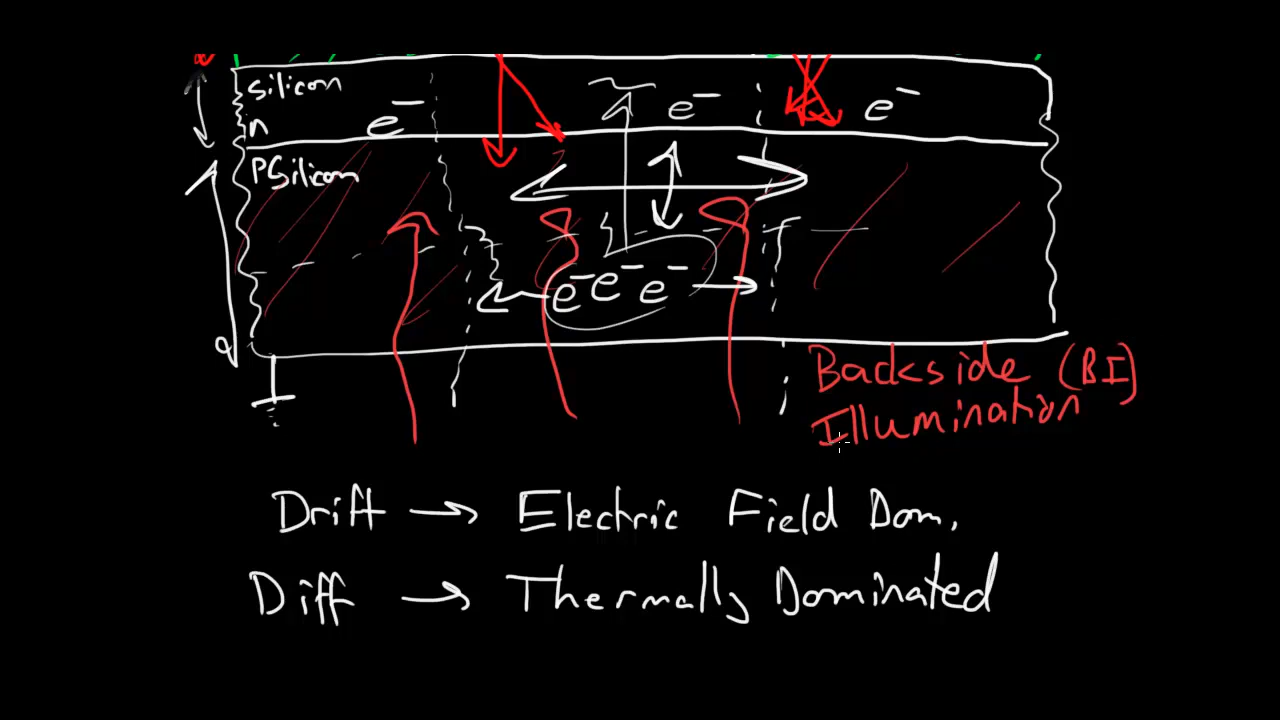 silicon
n e⁻ e⁻ e⁻
PSilicon
e⁻ e⁻ e⁻
Backside (BI)
Illumination
Drift → Electric Field Dom.
Diff → Thermally Dominated